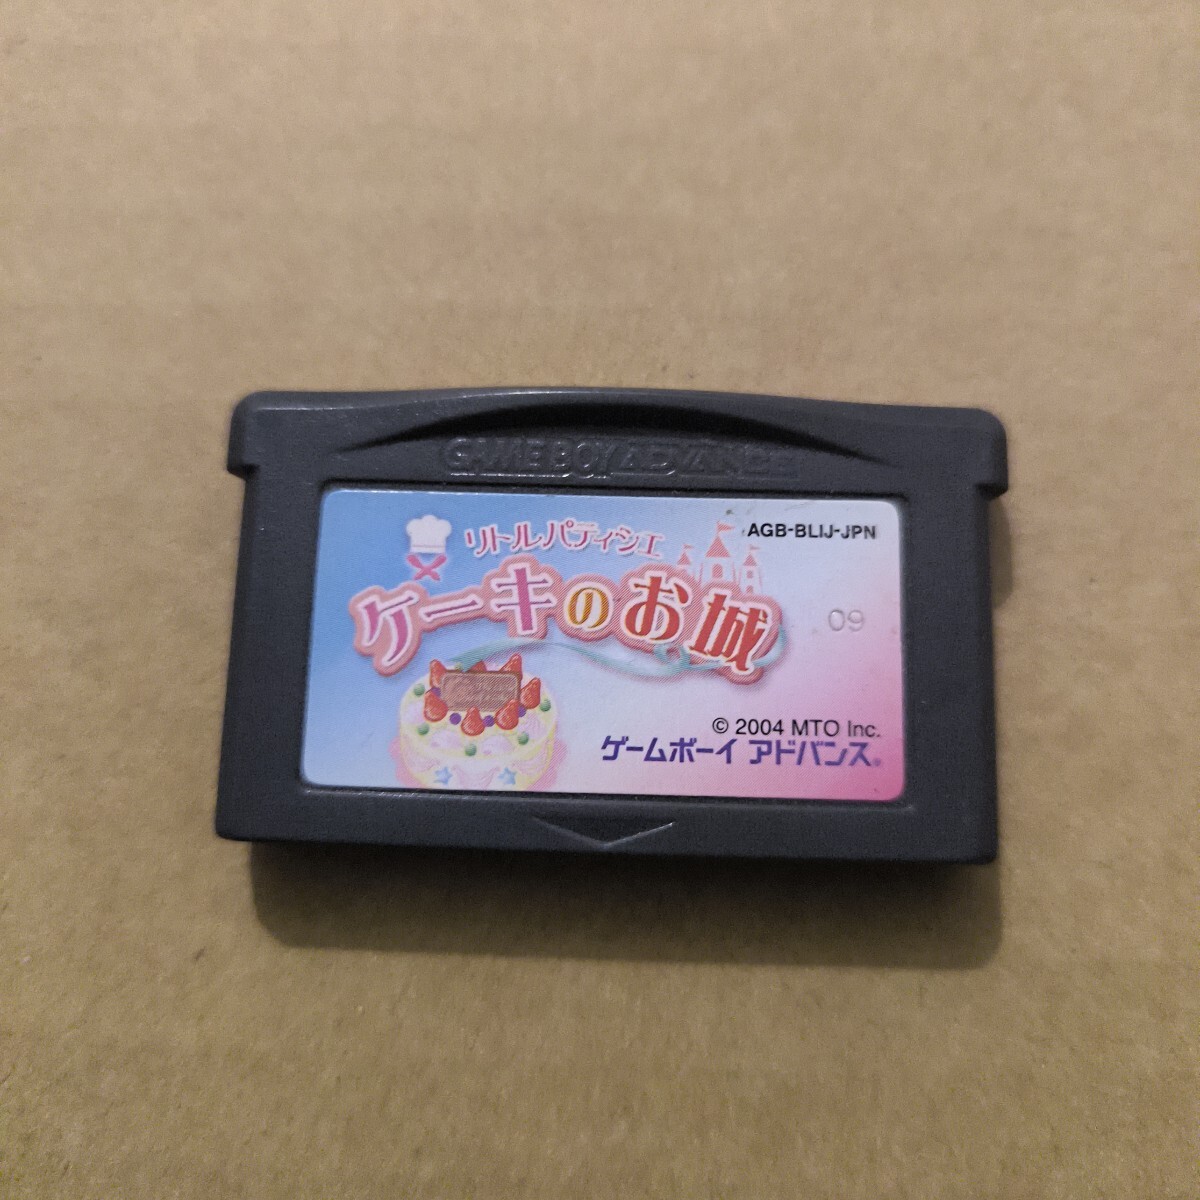 GAME BOY ADVANCE
AGB-BLIJ-JPN
リトルパティシエ
ケーキのお城
09
© 2004 MTO Inc.
ゲームボーイ アドバンス®